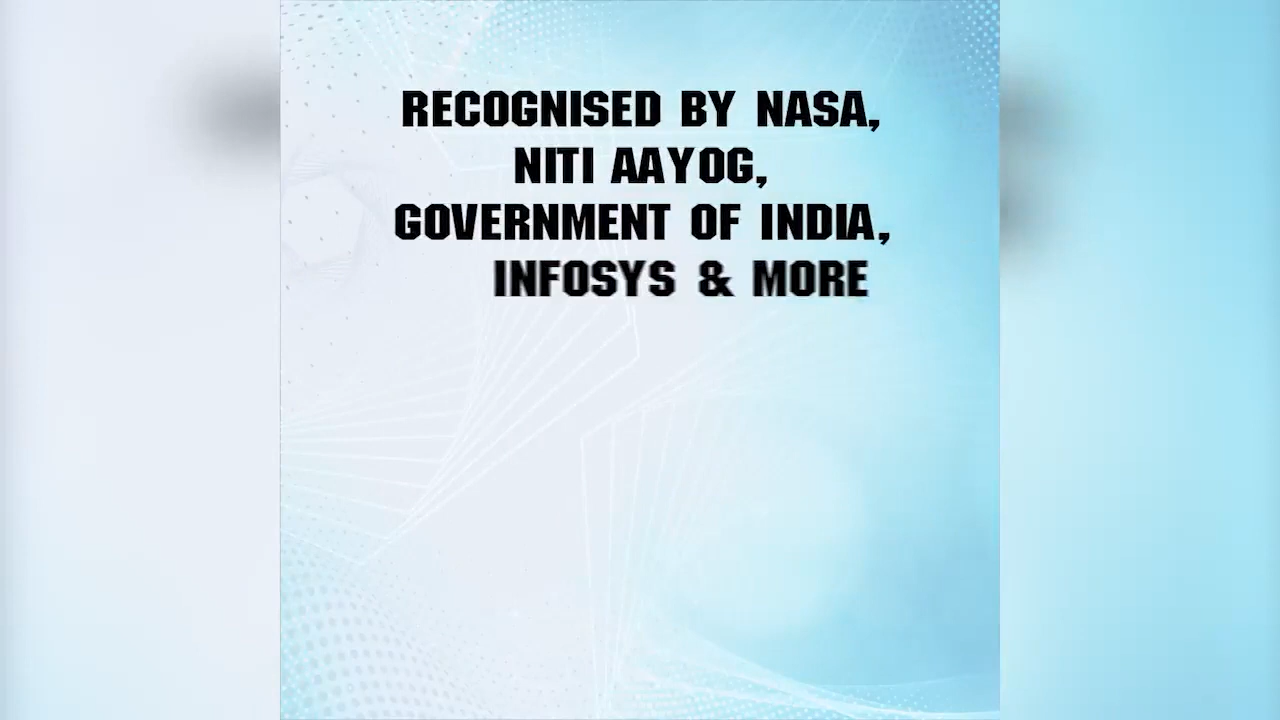 RECOGNISED BY NASA,
NITI AAYOG,
GOVERNMENT OF INDIA,
INFOSYS & MORE